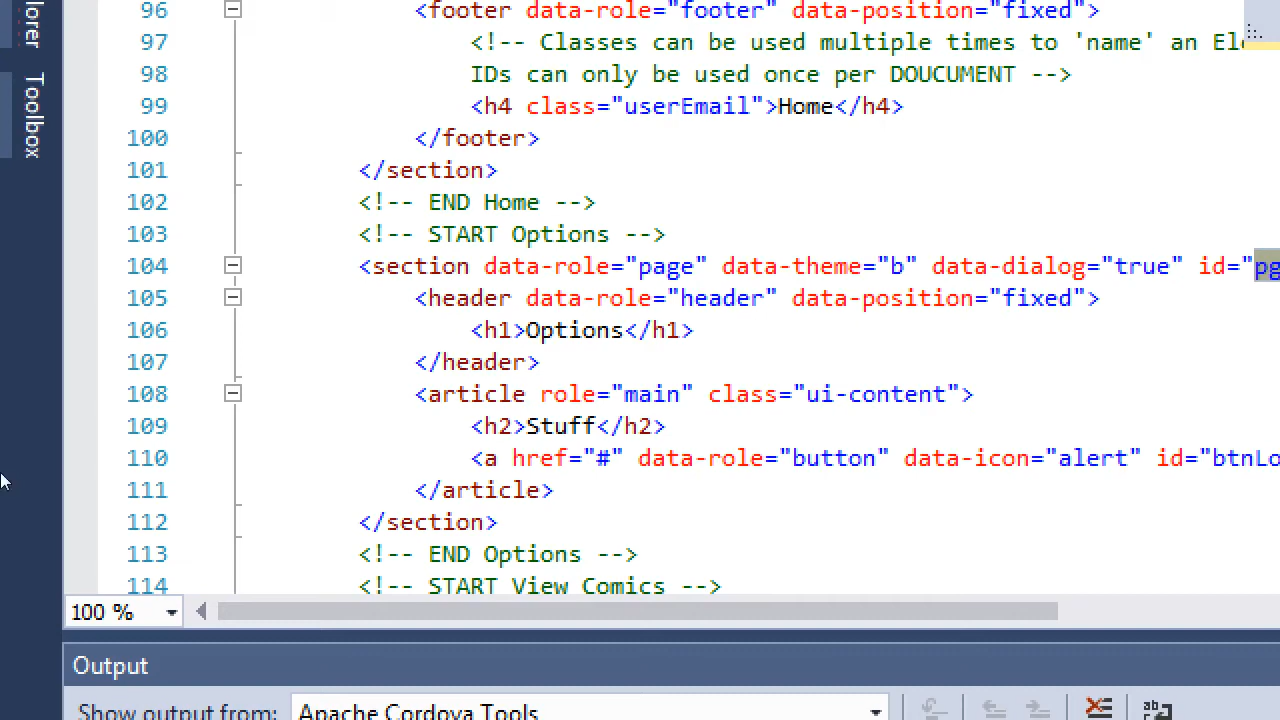 lorer
Toolbox
96 <footer data-role="footer" data-position="fixed">
97 <!-- Classes can be used multiple times to 'name' an Ele
98 IDs can only be used once per DOUCUMENT -->
99 <h4 class="userEmail">Home</h4>
100 </footer>
101 </section>
102 <!-- END Home -->
103 <!-- START Options -->
104 <section data-role="page" data-theme="b" data-dialog="true" id="pg
105 <header data-role="header" data-position="fixed">
106 <h1>Options</h1>
107 </header>
108 <article role="main" class="ui-content">
109 <h2>Stuff</h2>
110 <a href="#" data-role="button" data-icon="alert" id="btnLo
111 </article>
112 </section>
113 <!-- END Options -->
114 <!-- START View Comics -->
100 %
Output
Show output from: Apache Cordova Tools